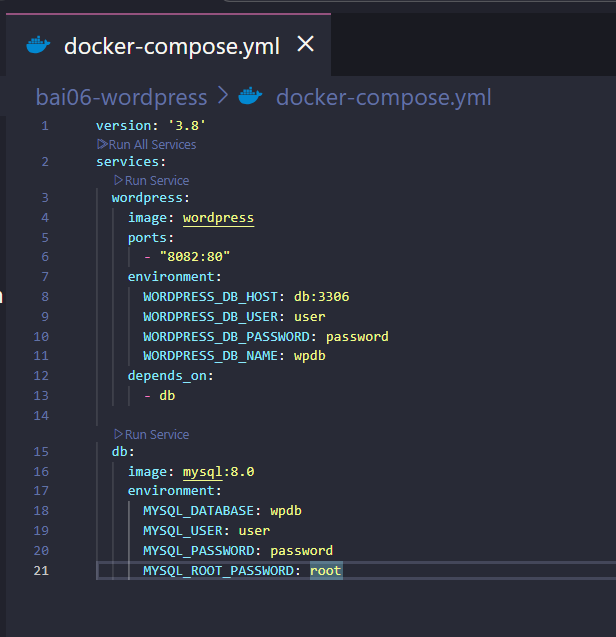 docker-compose.yml
bai06-wordpress > docker-compose.yml
1 version: '3.8'
Run All Services
2 services:
Run Service
3 wordpress:
4 image: wordpress
5 ports:
6 - "8082:80"
7 environment:
8 WORDPRESS_DB_HOST: db:3306
9 WORDPRESS_DB_USER: user
10 WORDPRESS_DB_PASSWORD: password
11 WORDPRESS_DB_NAME: wpdb
12 depends_on:
13 - db
14
Run Service
15 db:
16 image: mysql:8.0
17 environment:
18 MYSQL_DATABASE: wpdb
19 MYSQL_USER: user
20 MYSQL_PASSWORD: password
21 MYSQL_ROOT_PASSWORD: root